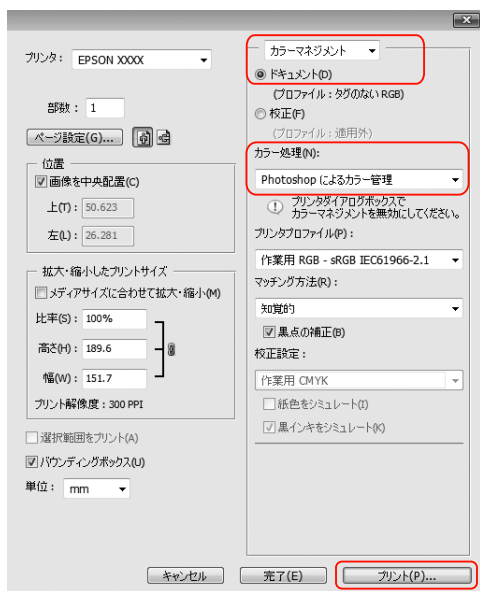 プリンタ： EPSON XXXX
部数： 1
ページ設定(G)...
位置
画像を中央配置(C)
上(T)： 50.623
左(L)： 26.281
拡大・縮小したプリントサイズ
メディアサイズに合わせて拡大・縮小(M)
比率(S)： 100%
高さ(H)： 189.6
幅(W)： 151.7
プリント解像度：300 PPI
選択範囲をプリント(A)
バウンディングボックス(U)
単位： mm
カラーマネジメント
ドキュメント(D)
(プロファイル：タグのない RGB)
校正(F)
(プロファイル：適用外)
カラー処理(N)：
Photoshop によるカラー管理
プリンタダイアログボックスで
カラーマネジメントを無効にしてください。
プリンタプロファイル(P)：
作業用 RGB - sRGB IEC61966-2.1
マッチング方法(R)：
知覚的
黒点の補正(B)
校正設定：
作業用 CMYK
紙色をシミュレート(I)
黒インキをシミュレート(K)
キャンセル
完了(E)
プリント(P)...